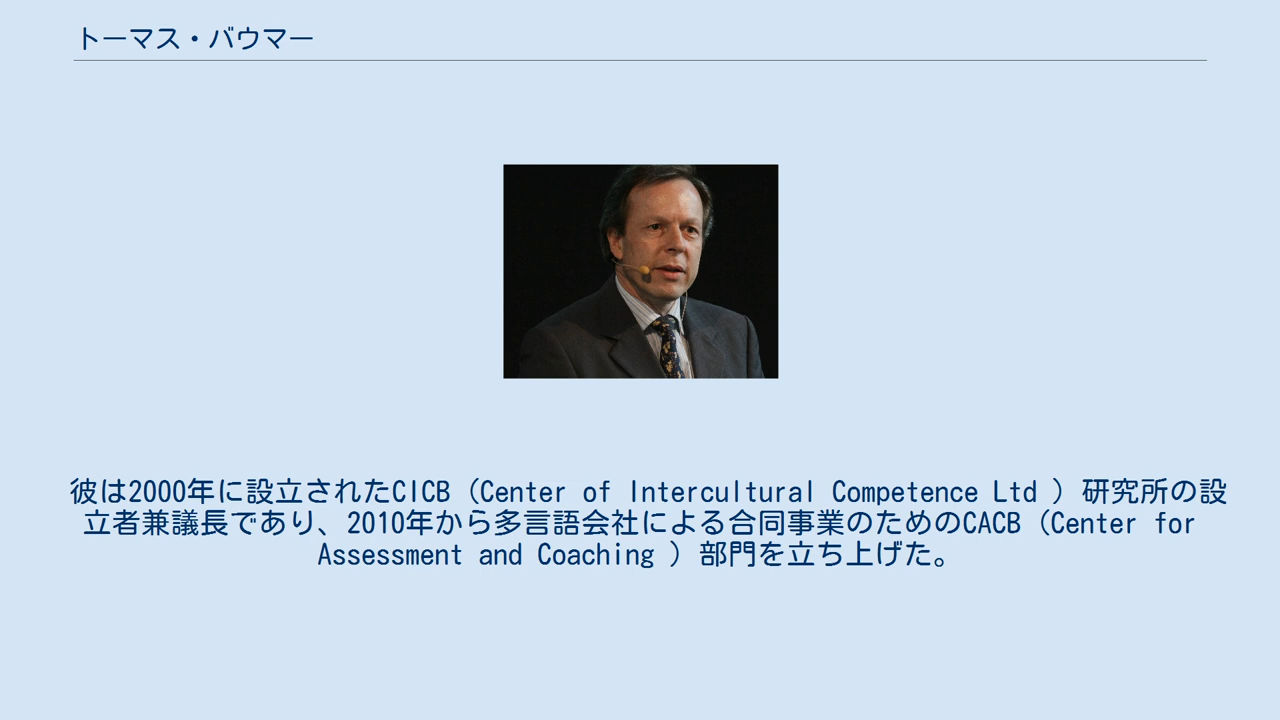 トーマス・バウマー
彼は2000年に設立されたCICB（Center of Intercultural Competence Ltd ）研究所の設
立者兼議長であり、2010年から多言語会社による合同事業のためのCACB（Center for
Assessment and Coaching ）部門を立ち上げた。